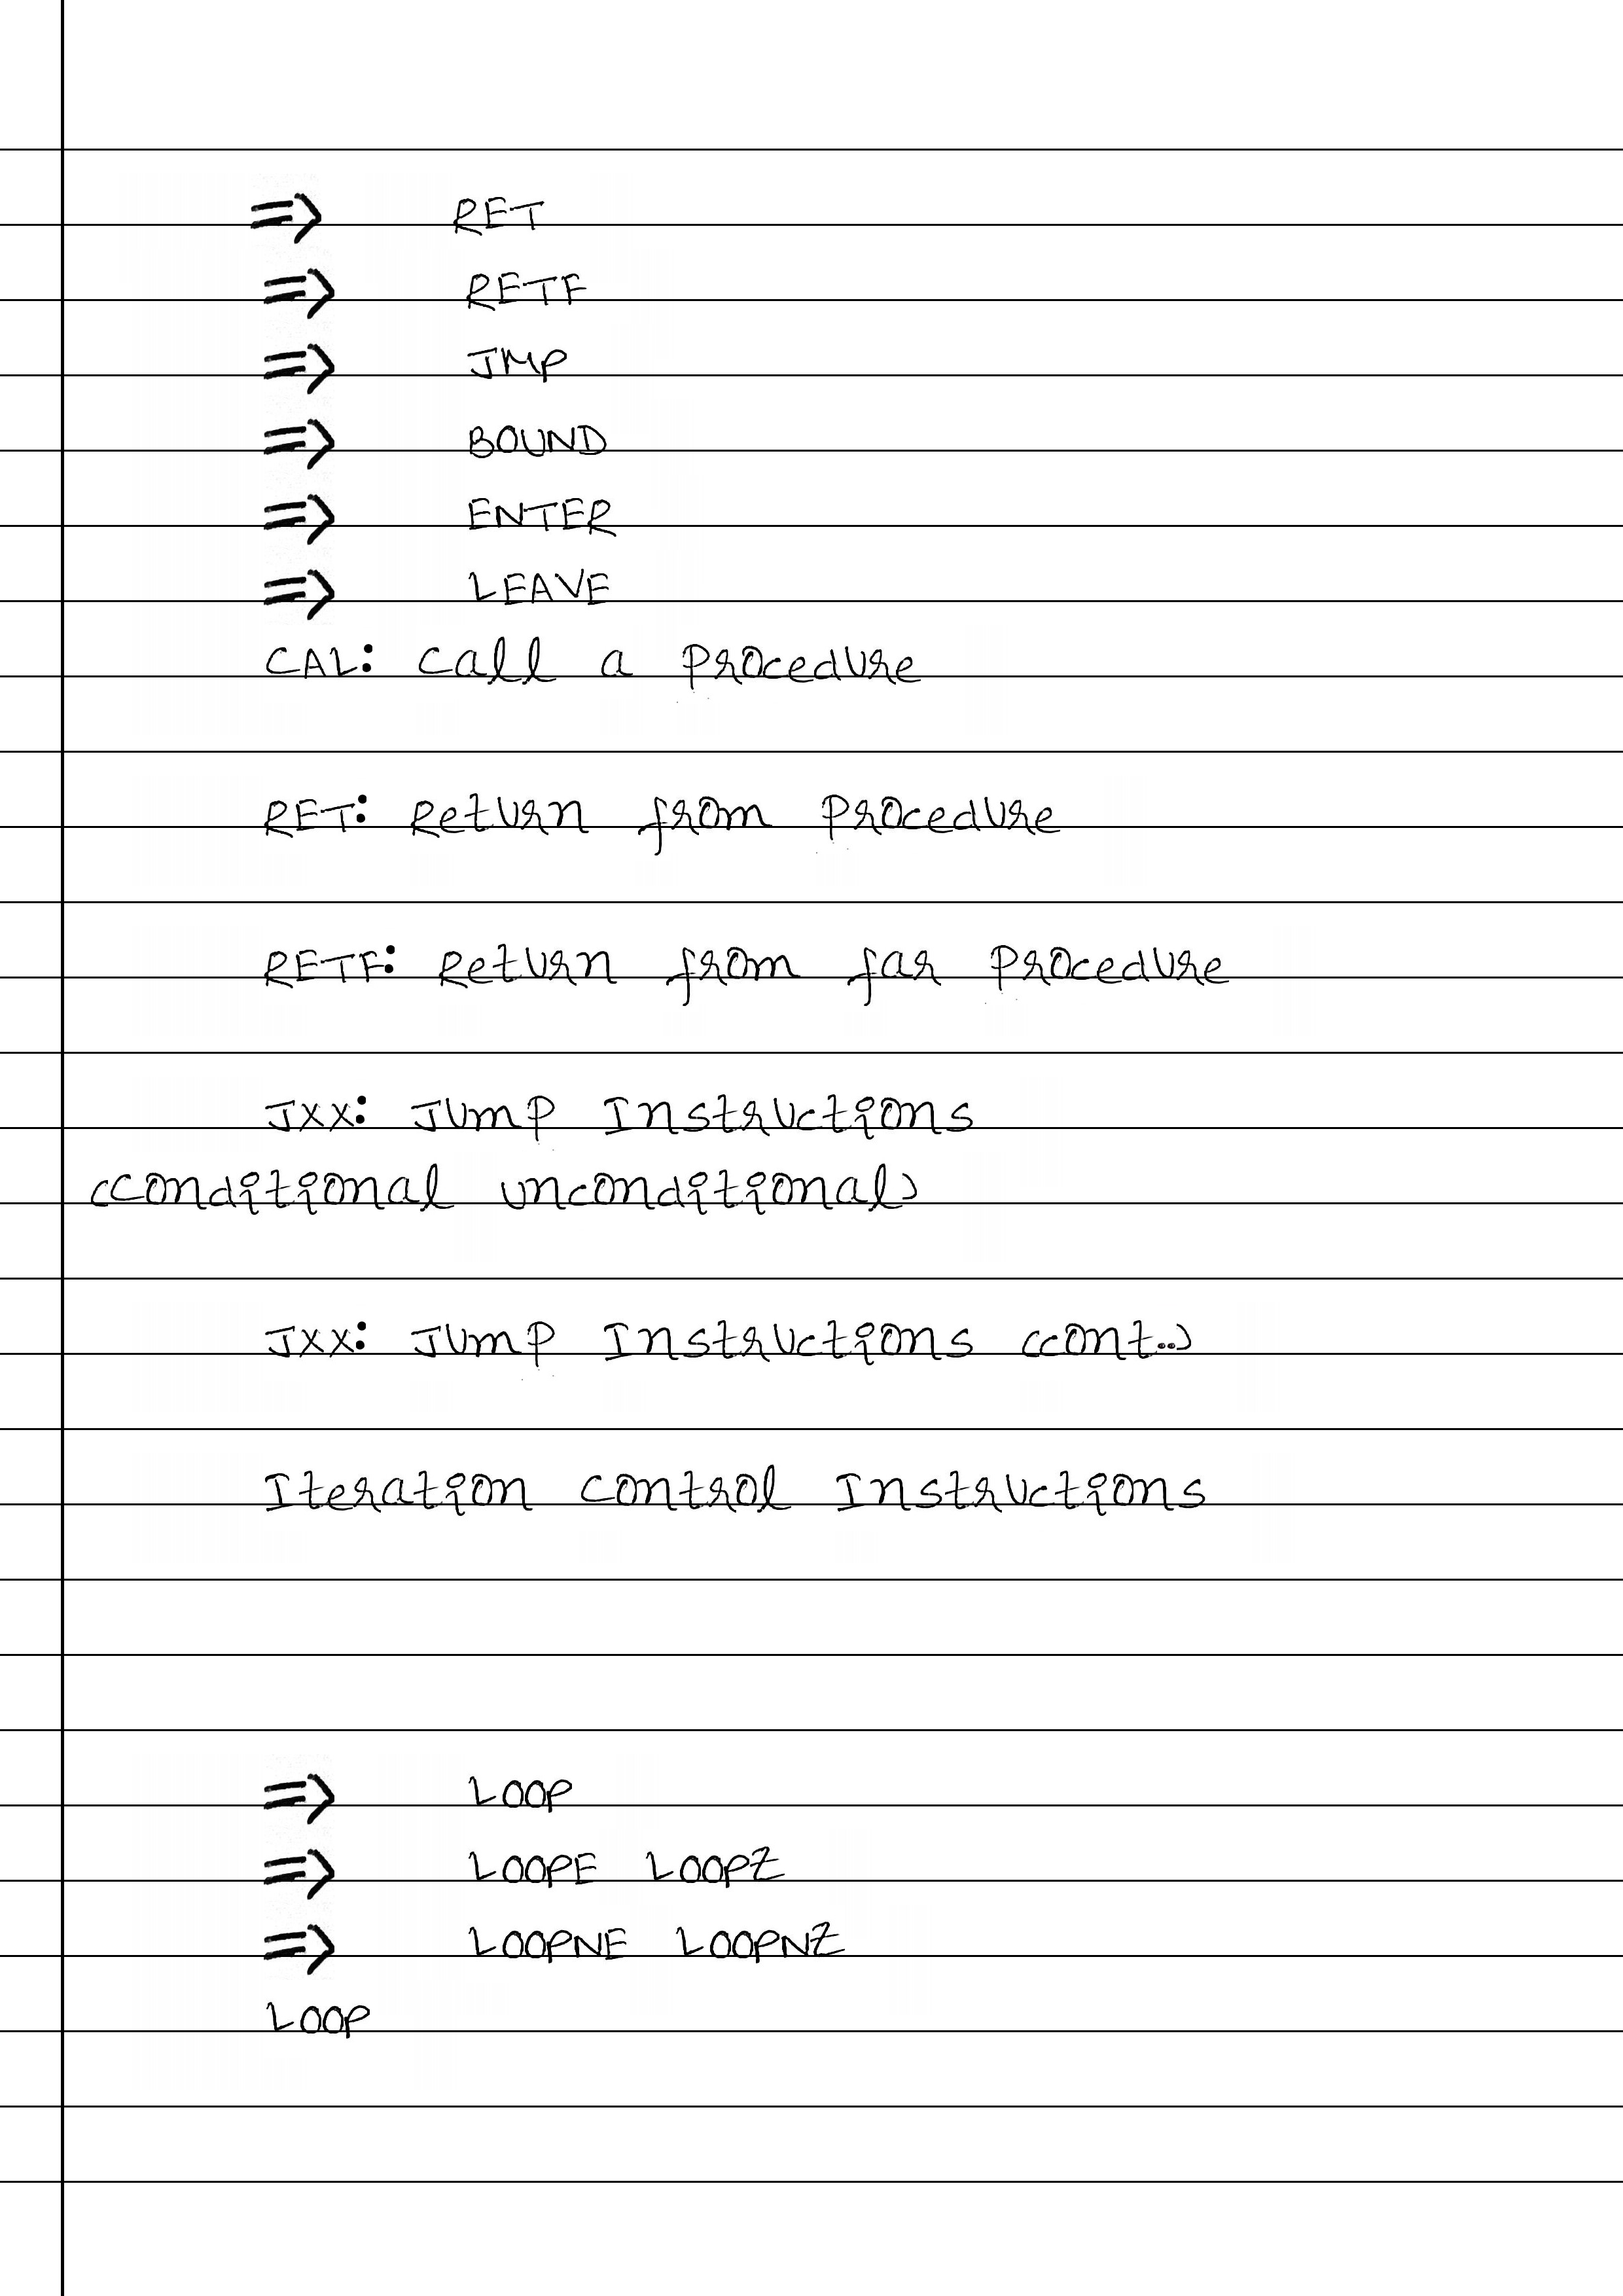 ⇒ RET
⇒ RETF
⇒ JMP
⇒ BOUND
⇒ ENTER
⇒ LEAVE
CAL: Call a Procedure
RET: Return from Procedure
RETF: Return from far Procedure
JXX: Jump Instructions
(Conditional unconditional)
JXX: Jump Instructions (cont..)
Iteration control Instructions
⇒ LOOP
⇒ LOOPE LOOPZ
⇒ LOOPNE LOOPNZ
LOOP